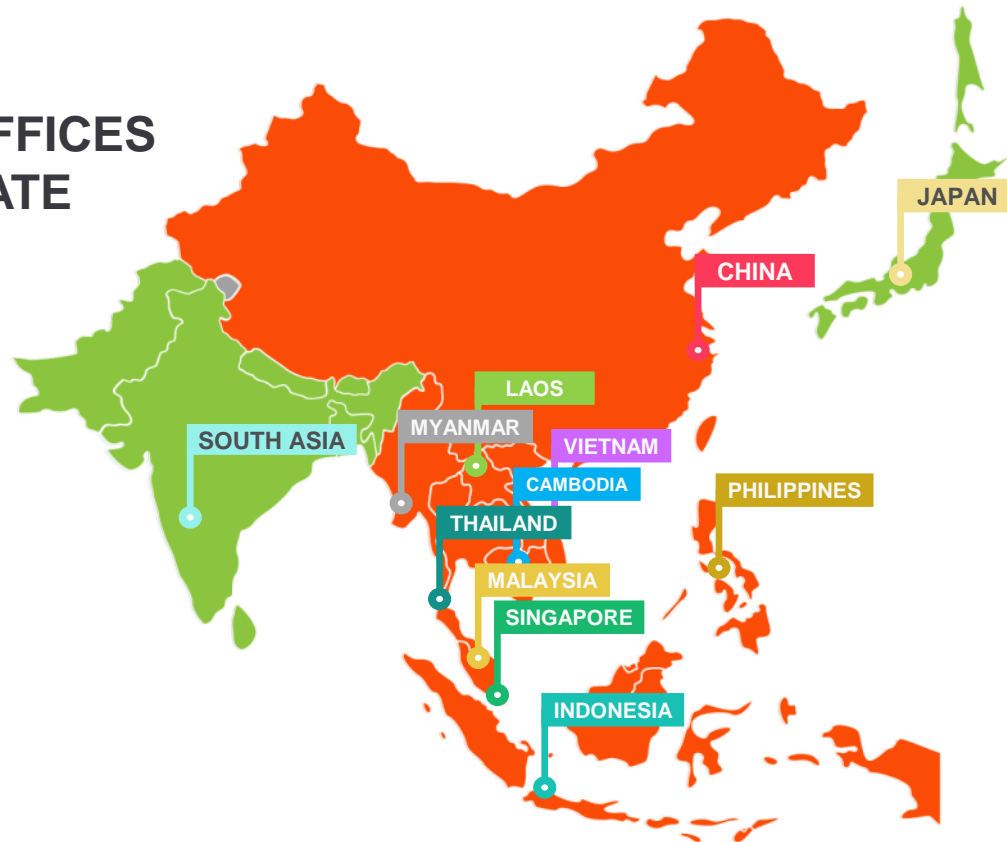 FFICES
ATE
JAPAN
CHINA
LAOS
MYANMAR
SOUTH ASIA
VIETNAM
CAMBODIA
PHILIPPINES
THAILAND
MALAYSIA
SINGAPORE
INDONESIA